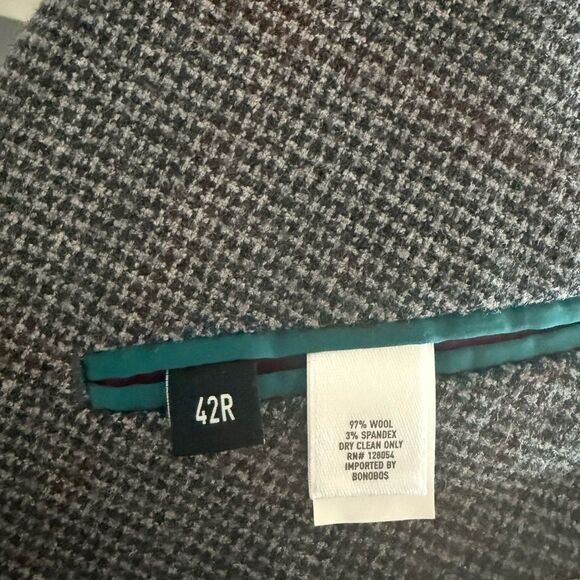 42R
97% WOOL
3% SPANDEX
DRY CLEAN ONLY
RN# 128054
IMPORTED BY
BONOBOS